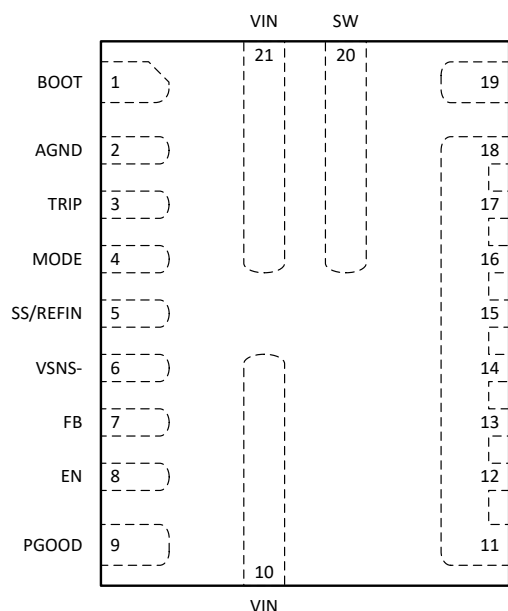 VIN SW
21 20
BOOT 1 19
AGND 2 18
TRIP 3 17
MODE 4 16
SS/REFIN 5 15
VSNS- 6 14
FB 7 13
EN 8 12
PGOOD 9 11
10
VIN